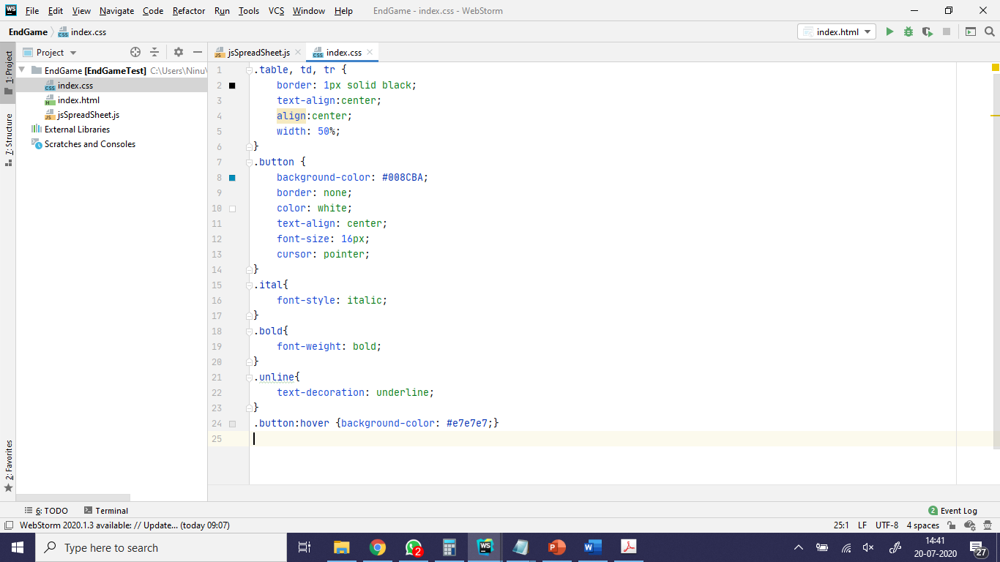 WS File Edit View Navigate Code Refactor Run Tools VCS Window Help EndGame - index.css - WebStorm
EndGame index.css index.html
1: Project
7: Structure
2: Favorites
Project
EndGame [EndGameTest] C:\Users\Ninu\
index.css
index.html
jsSpreadSheet.js
External Libraries
Scratches and Consoles
jsSpreadSheet.js index.css
1 .table, td, tr {
2 border: 1px solid black;
3 text-align:center;
4 align:center;
5 width: 50%;
6 }
7 .button {
8 background-color: #008CBA;
9 border: none;
10 color: white;
11 text-align: center;
12 font-size: 16px;
13 cursor: pointer;
14 }
15 .ital{
16 font-style: italic;
17 }
18 .bold{
19 font-weight: bold;
20 }
21 .unline{
22 text-decoration: underline;
23 }
24 .button:hover {background-color: #e7e7e7;}
25
6: TODO Terminal 2 Event Log
WebStorm 2020.1.3 available: // Update... (today 09:07) 25:1 LF UTF-8 4 spaces
Type here to search 2 WS P W 14:41
20-07-2020 27